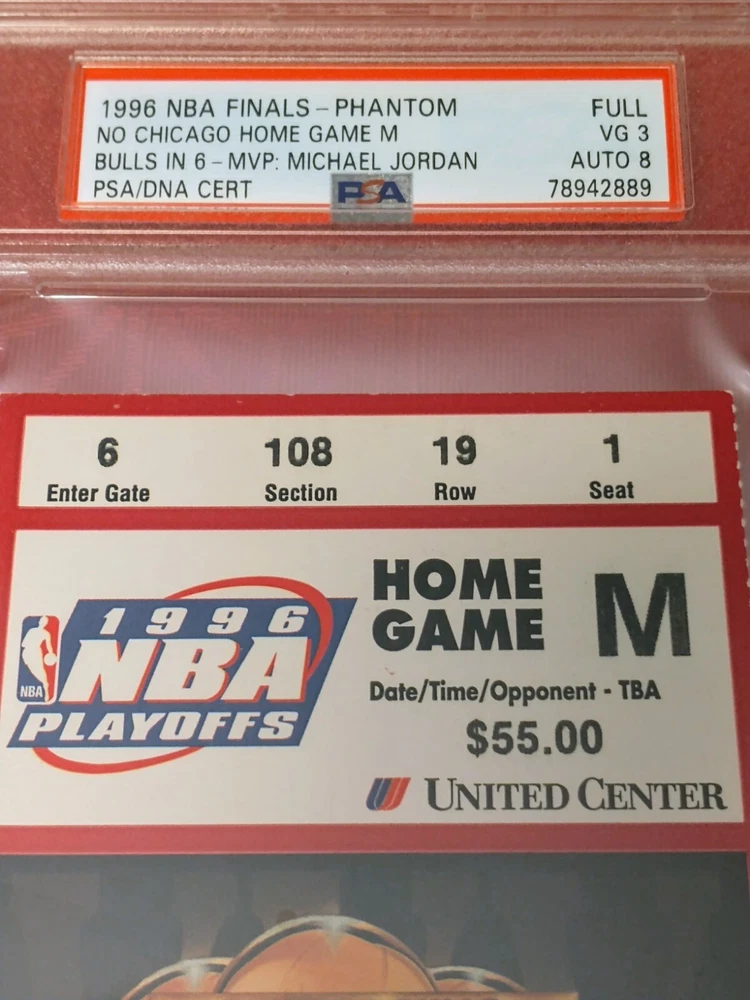 1996 NBA FINALS – PHANTOM FULL
NO CHICAGO HOME GAME M VG 3
BULLS IN 6 – MVP: MICHAEL JORDAN AUTO 8
PSA/DNA CERT PSA 78942889
6 108 19 1
Enter Gate Section Row Seat
HOME
GAME M
Date/Time/Opponent - TBA
$55.00
UNITED CENTER
1996
NBA
NBA
PLAYOFFS